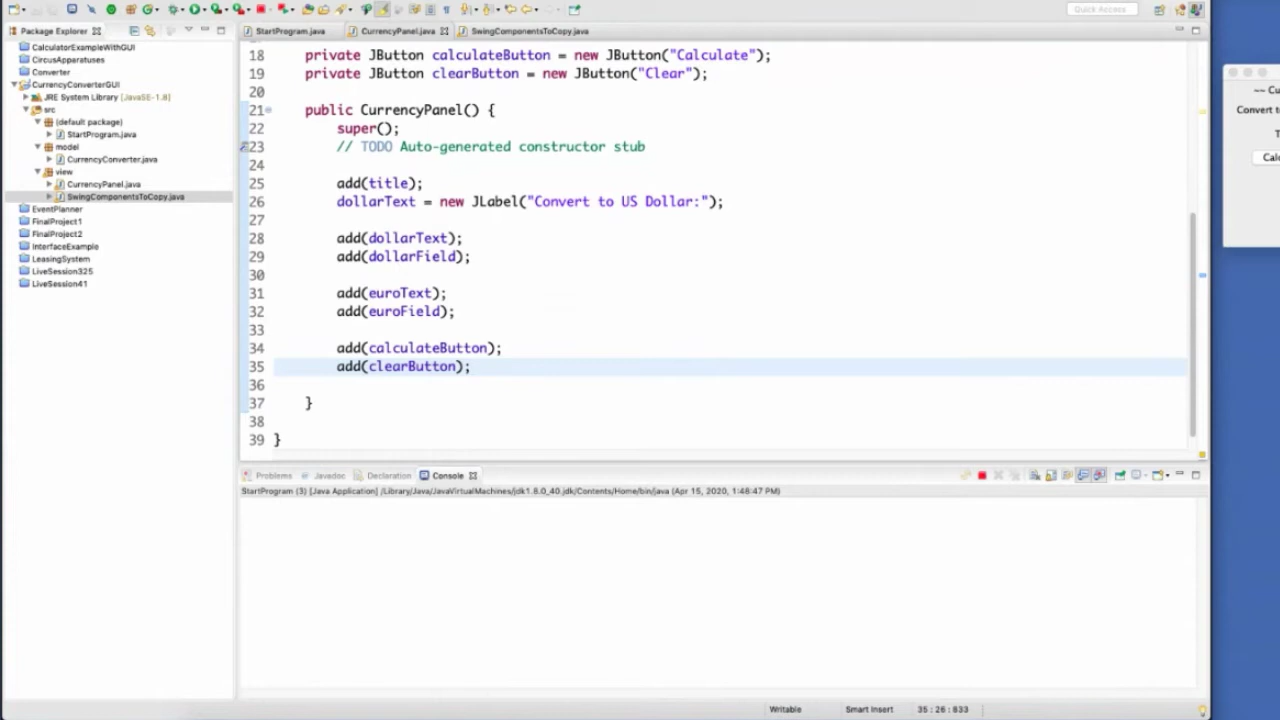 Quick Access
Package Explorer
StartProgram.java
CurrencyPanel.java
SwingComponentsToCopy.java
CalculatorExampleWithGUI
CircusApparatuses
Converter
CurrencyConverterGUI
JRE System Library [JavaSE-1.8]
src
(default package)
StartProgram.java
model
CurrencyConverter.java
view
CurrencyPanel.java
SwingComponentsToCopy.java
EventPlanner
FinalProject1
FinalProject2
InterfaceExample
LeasingSystem
LiveSession325
LiveSession41
18 private JButton calculateButton = new JButton("Calculate");
19 private JButton clearButton = new JButton("Clear");
20
21 public CurrencyPanel() {
22 super();
23 // TODO Auto-generated constructor stub
24
25 add(title);
26 dollarText = new JLabel("Convert to US Dollar:");
27
28 add(dollarText);
29 add(dollarField);
30
31 add(euroText);
32 add(euroField);
33
34 add(calculateButton);
35 add(clearButton);
36
37 }
38
39 }
Problems Javadoc Declaration Console
StartProgram (3) [Java Application] /Library/Java/JavaVirtualMachines/jdk1.8.0_40.jdk/Contents/Home/bin/java (Apr 15, 2020, 1:48:47 PM)
Writable Smart Insert 35 : 26 : 833
~~ Cu
Convert to
T
Calc